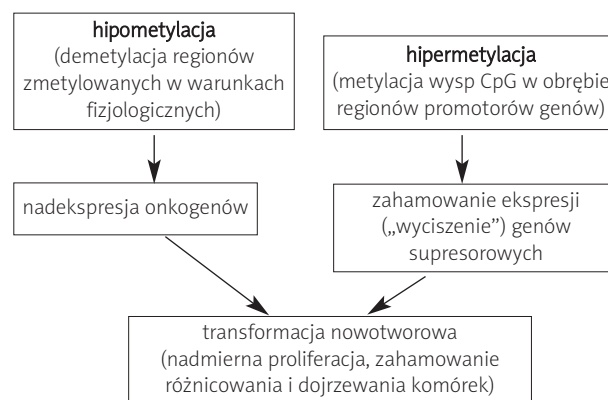 hipometylacja
(demetylacja regionów
zmetylowanych w warunkach
fizjologicznych)
hipermetylacja
(metylacja wysp CpG w obrębie
regionów promotorów genów)
nadekspresja onkogenów
zahamowanie ekspresji
(„wyciszenie”) genów
supresorowych
transformacja nowotworowa
(nadmierna proliferacja, zahamowanie
różnicowania i dojrzewania komórek)